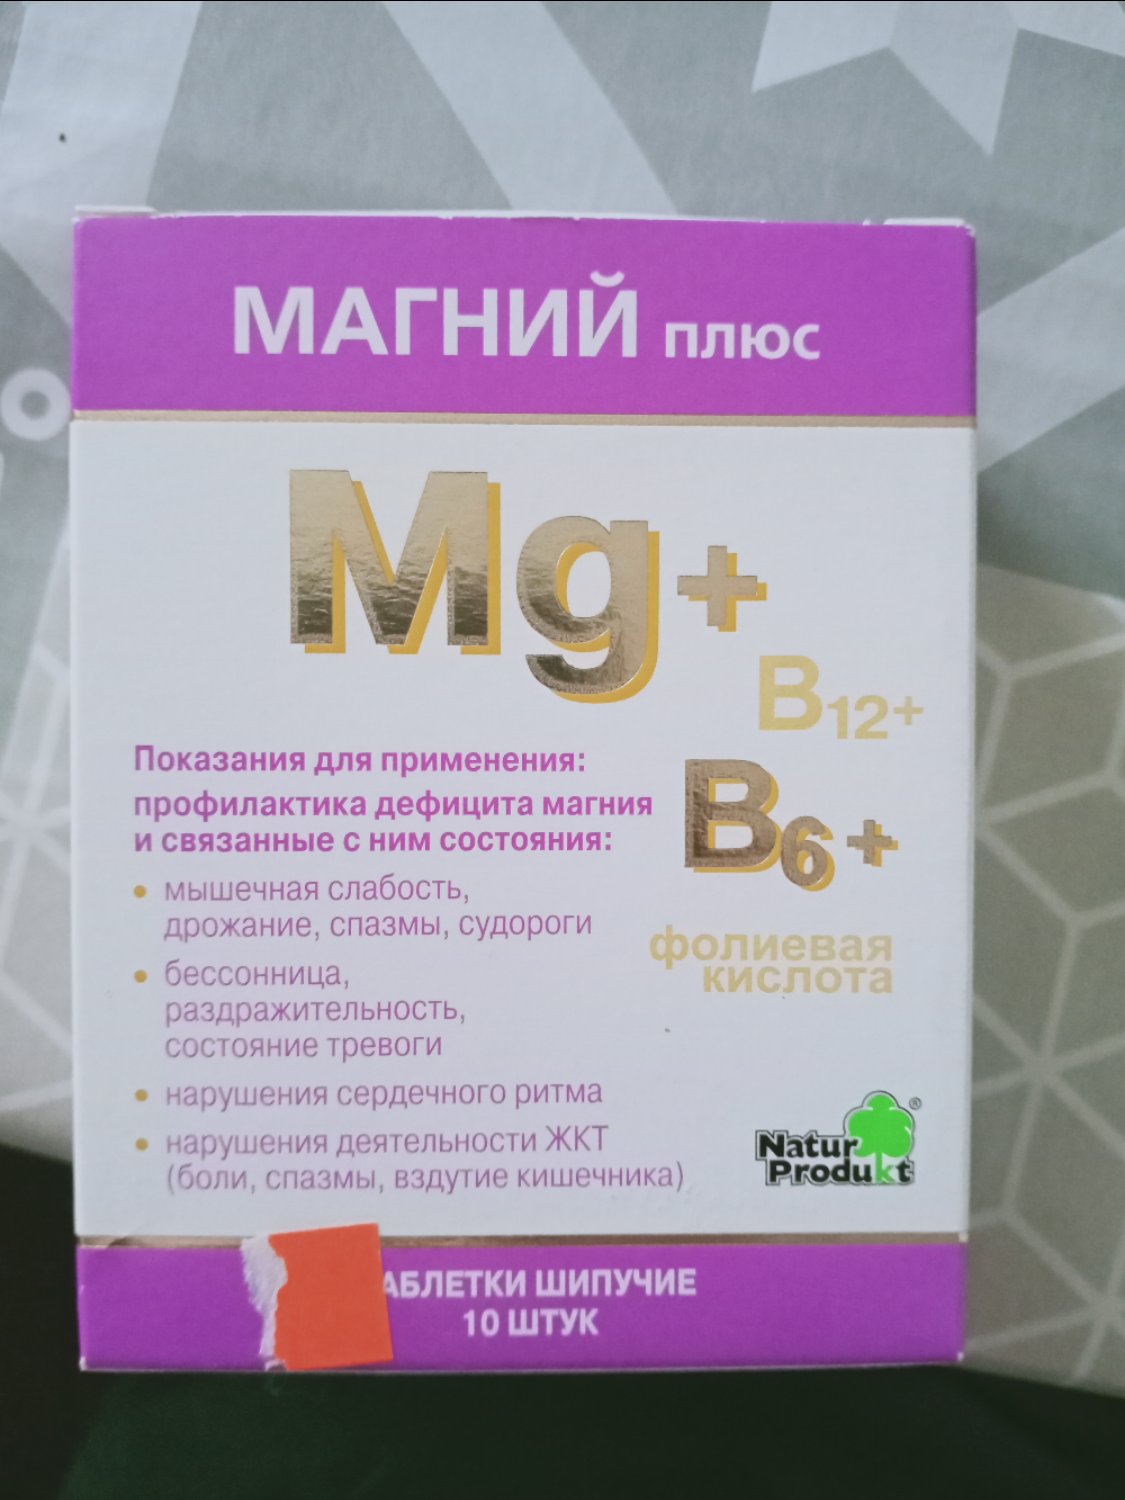 МАГНИЙ плюс
Mg+
B12+
B6+
фолиевая
кислота
Показания для применения:
профилактика дефицита магния
и связанные с ним состояния:
• мышечная слабость,
дрожание, спазмы, судороги
• бессонница,
раздражительность,
состояние тревоги
• нарушения сердечного ритма
• нарушения деятельности ЖКТ
(боли, спазмы, вздутие кишечника)
Natur ®
Produkt
АБЛЕТКИ ШИПУЧИЕ
10 ШТУК